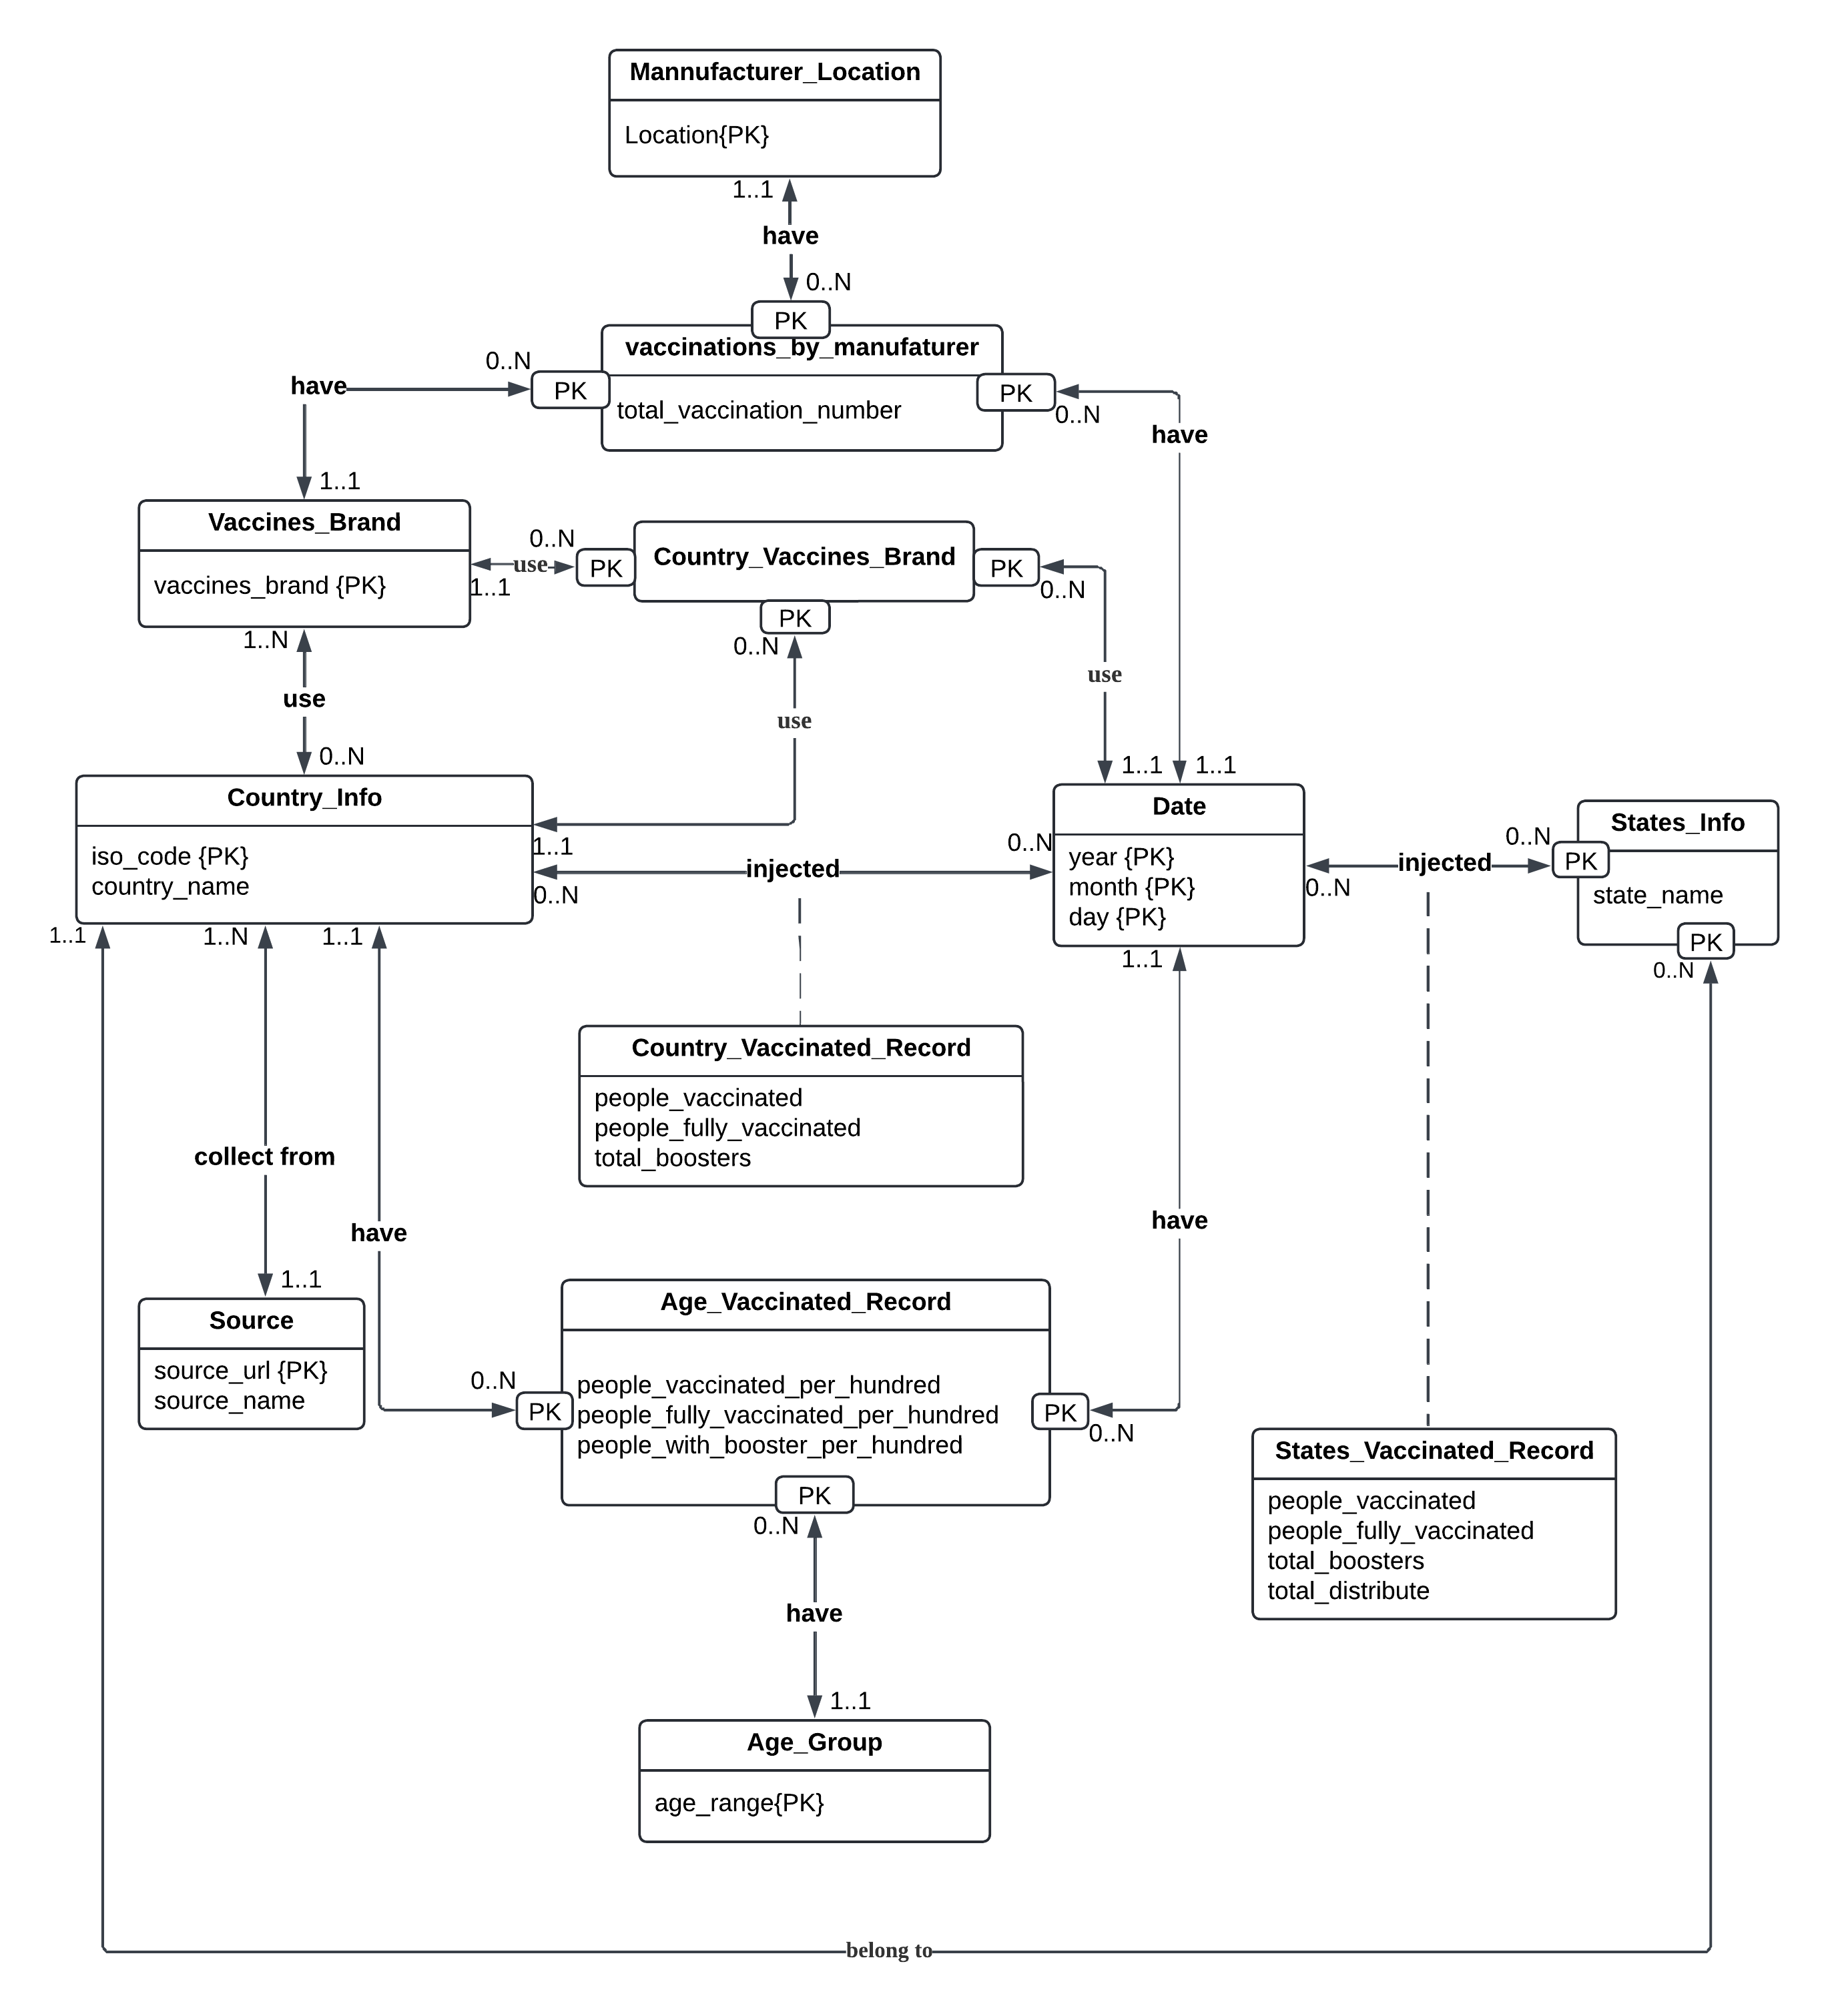 Mannufacturer_Location
Location{PK}
1..1
have
0..N
PK
vaccinations_by_manufaturer
0..N
have
PK
PK
total_vaccination_number
0..N
have
1..1
Vaccines_Brand
vaccines_brand {PK}
0..N
use
1..1
PK
Country_Vaccines_Brand
PK
0..N
PK
0..N
1..N
use
use
use
0..N
1..1
1..1
Country_Info
iso_code {PK}
country_name
1..1
0..N
injected
0..N
Date
year {PK}
month {PK}
day {PK}
0..N
injected
0..N
States_Info
PK
state_name
PK
0..N
1..1
1..N
1..1
1..1
Country_Vaccinated_Record
people_vaccinated
people_fully_vaccinated
total_boosters
collect from
have
have
1..1
Source
source_url {PK}
source_name
Age_Vaccinated_Record
0..N
PK
people_vaccinated_per_hundred
people_fully_vaccinated_per_hundred
people_with_booster_per_hundred
PK
0..N
PK
0..N
States_Vaccinated_Record
people_vaccinated
people_fully_vaccinated
total_boosters
total_distribute
have
1..1
Age_Group
age_range{PK}
belong to